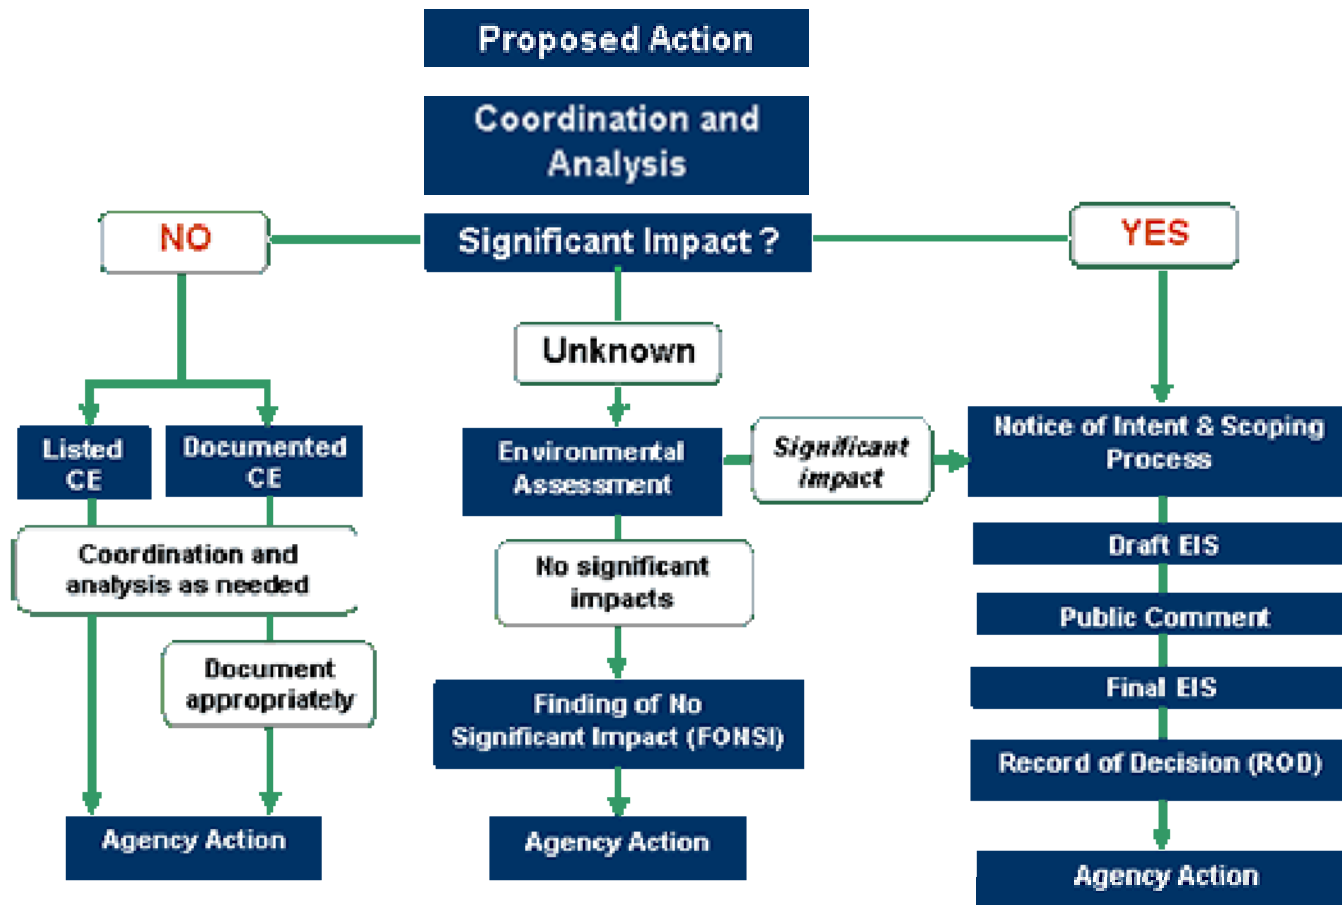 Proposed Action
Coordination and
Analysis
NO
Significant Impact ?
YES
Unknown
Listed
CE
Documented
CE
Environmental
Assessment
Significant
impact
Notice of Intent & Scoping
Process
Coordination and
analysis as needed
No significant
impacts
Draft EIS
Public Comment
Document
appropriately
Finding of No
Significant Impact (FONSI)
Final EIS
Record of Decision (ROD)
Agency Action
Agency Action
Agency Action